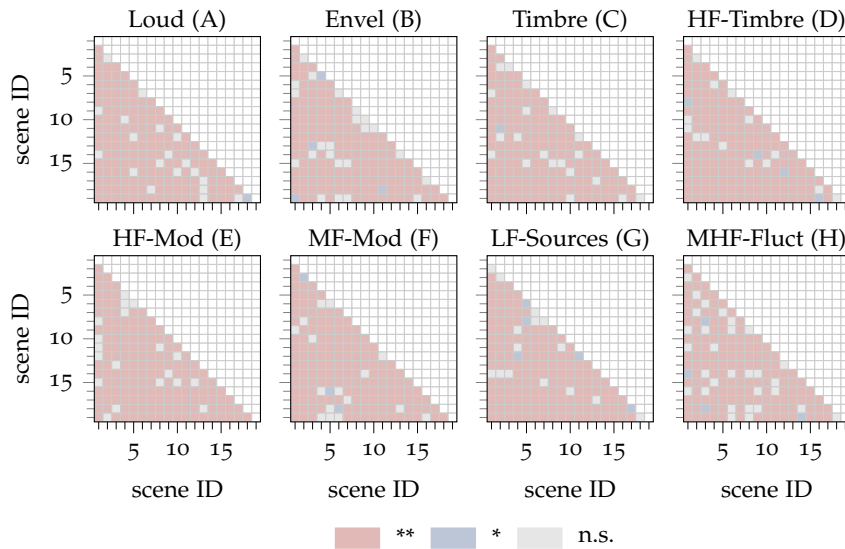 Loud (A) Envel (B) Timbre (C) HF-Timbre (D)
scene ID
5
10
15
HF-Mod (E) MF-Mod (F) LF-Sources (G) MHF-Fluct (H)
scene ID
5
10
15
5 10 15 5 10 15 5 10 15 5 10 15
scene ID scene ID scene ID scene ID
** * n.s.